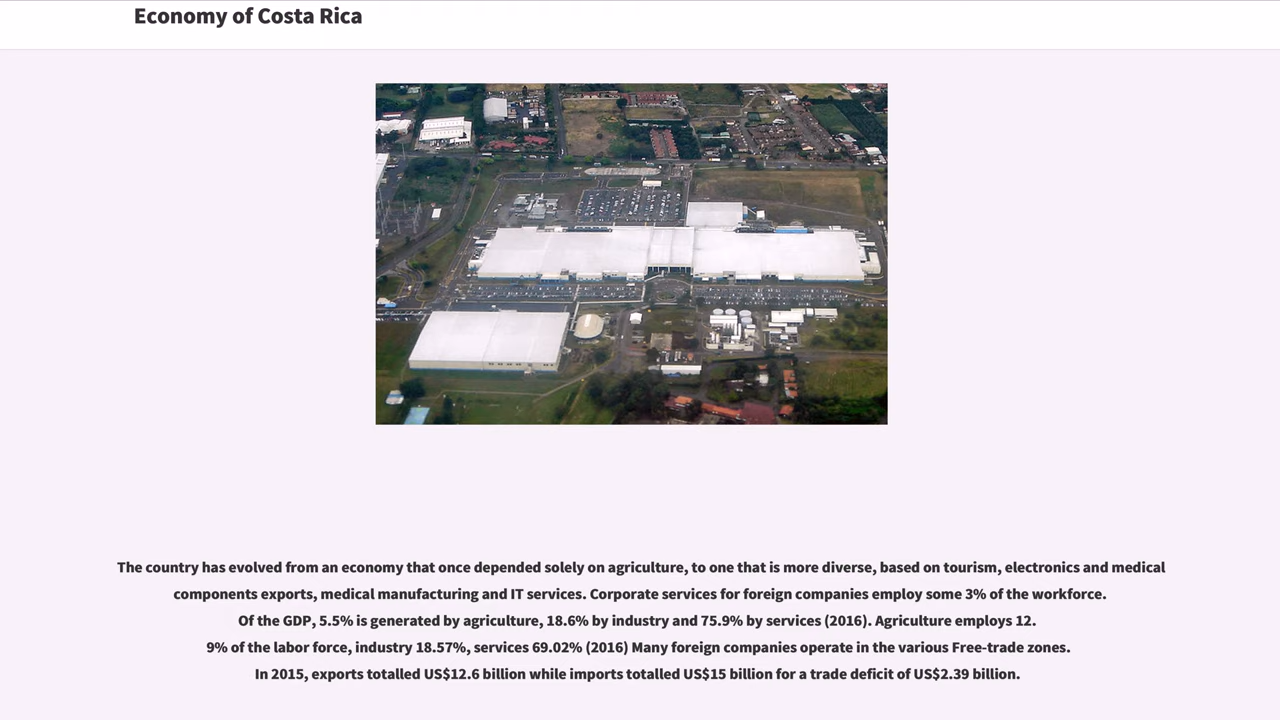 Economy of Costa Rica
The country has evolved from an economy that once depended solely on agriculture, to one that is more diverse, based on tourism, electronics and medical
components exports, medical manufacturing and IT services. Corporate services for foreign companies employ some 3% of the workforce.
Of the GDP, 5.5% is generated by agriculture, 18.6% by industry and 75.9% by services (2016). Agriculture employs 12.
9% of the labor force, industry 18.57%, services 69.02% (2016) Many foreign companies operate in the various Free-trade zones.
In 2015, exports totalled US$12.6 billion while imports totalled US$15 billion for a trade deficit of US$2.39 billion.